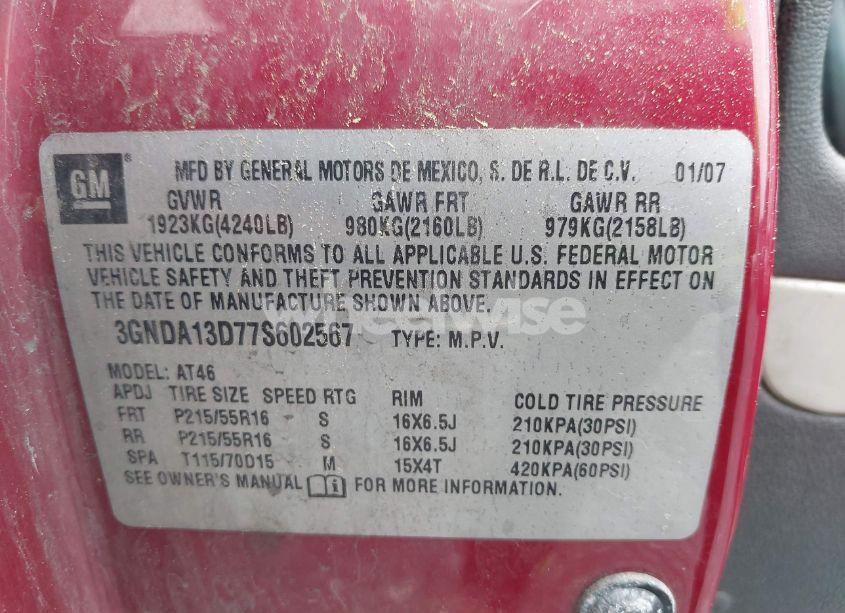 GM
MFD BY GENERAL MOTORS DE MEXICO, S. DE R.L. DE C.V. 01/07
GVWR GAWR FRT GAWR RR
1923KG(4240LB) 980KG(2160LB) 979KG(2158LB)
THIS VEHICLE CONFORMS TO ALL APPLICABLE U.S. FEDERAL MOTOR
VEHICLE SAFETY AND THEFT PREVENTION STANDARDS IN EFFECT ON
THE DATE OF MANUFACTURE SHOWN ABOVE.
wheelwise
3GNDA13D77S602567 TYPE: M.P.V.
MODEL: AT46
APDJ TIRE SIZE SPEED RTG RIM COLD TIRE PRESSURE
FRT P215/55R16 S 16X6.5J 210KPA(30PSI)
RR P215/55R16 S 16X6.5J 210KPA(30PSI)
SPA T115/70D15 M 15X4T 420KPA(60PSI)
SEE OWNER'S MANUAL FOR MORE INFORMATION.